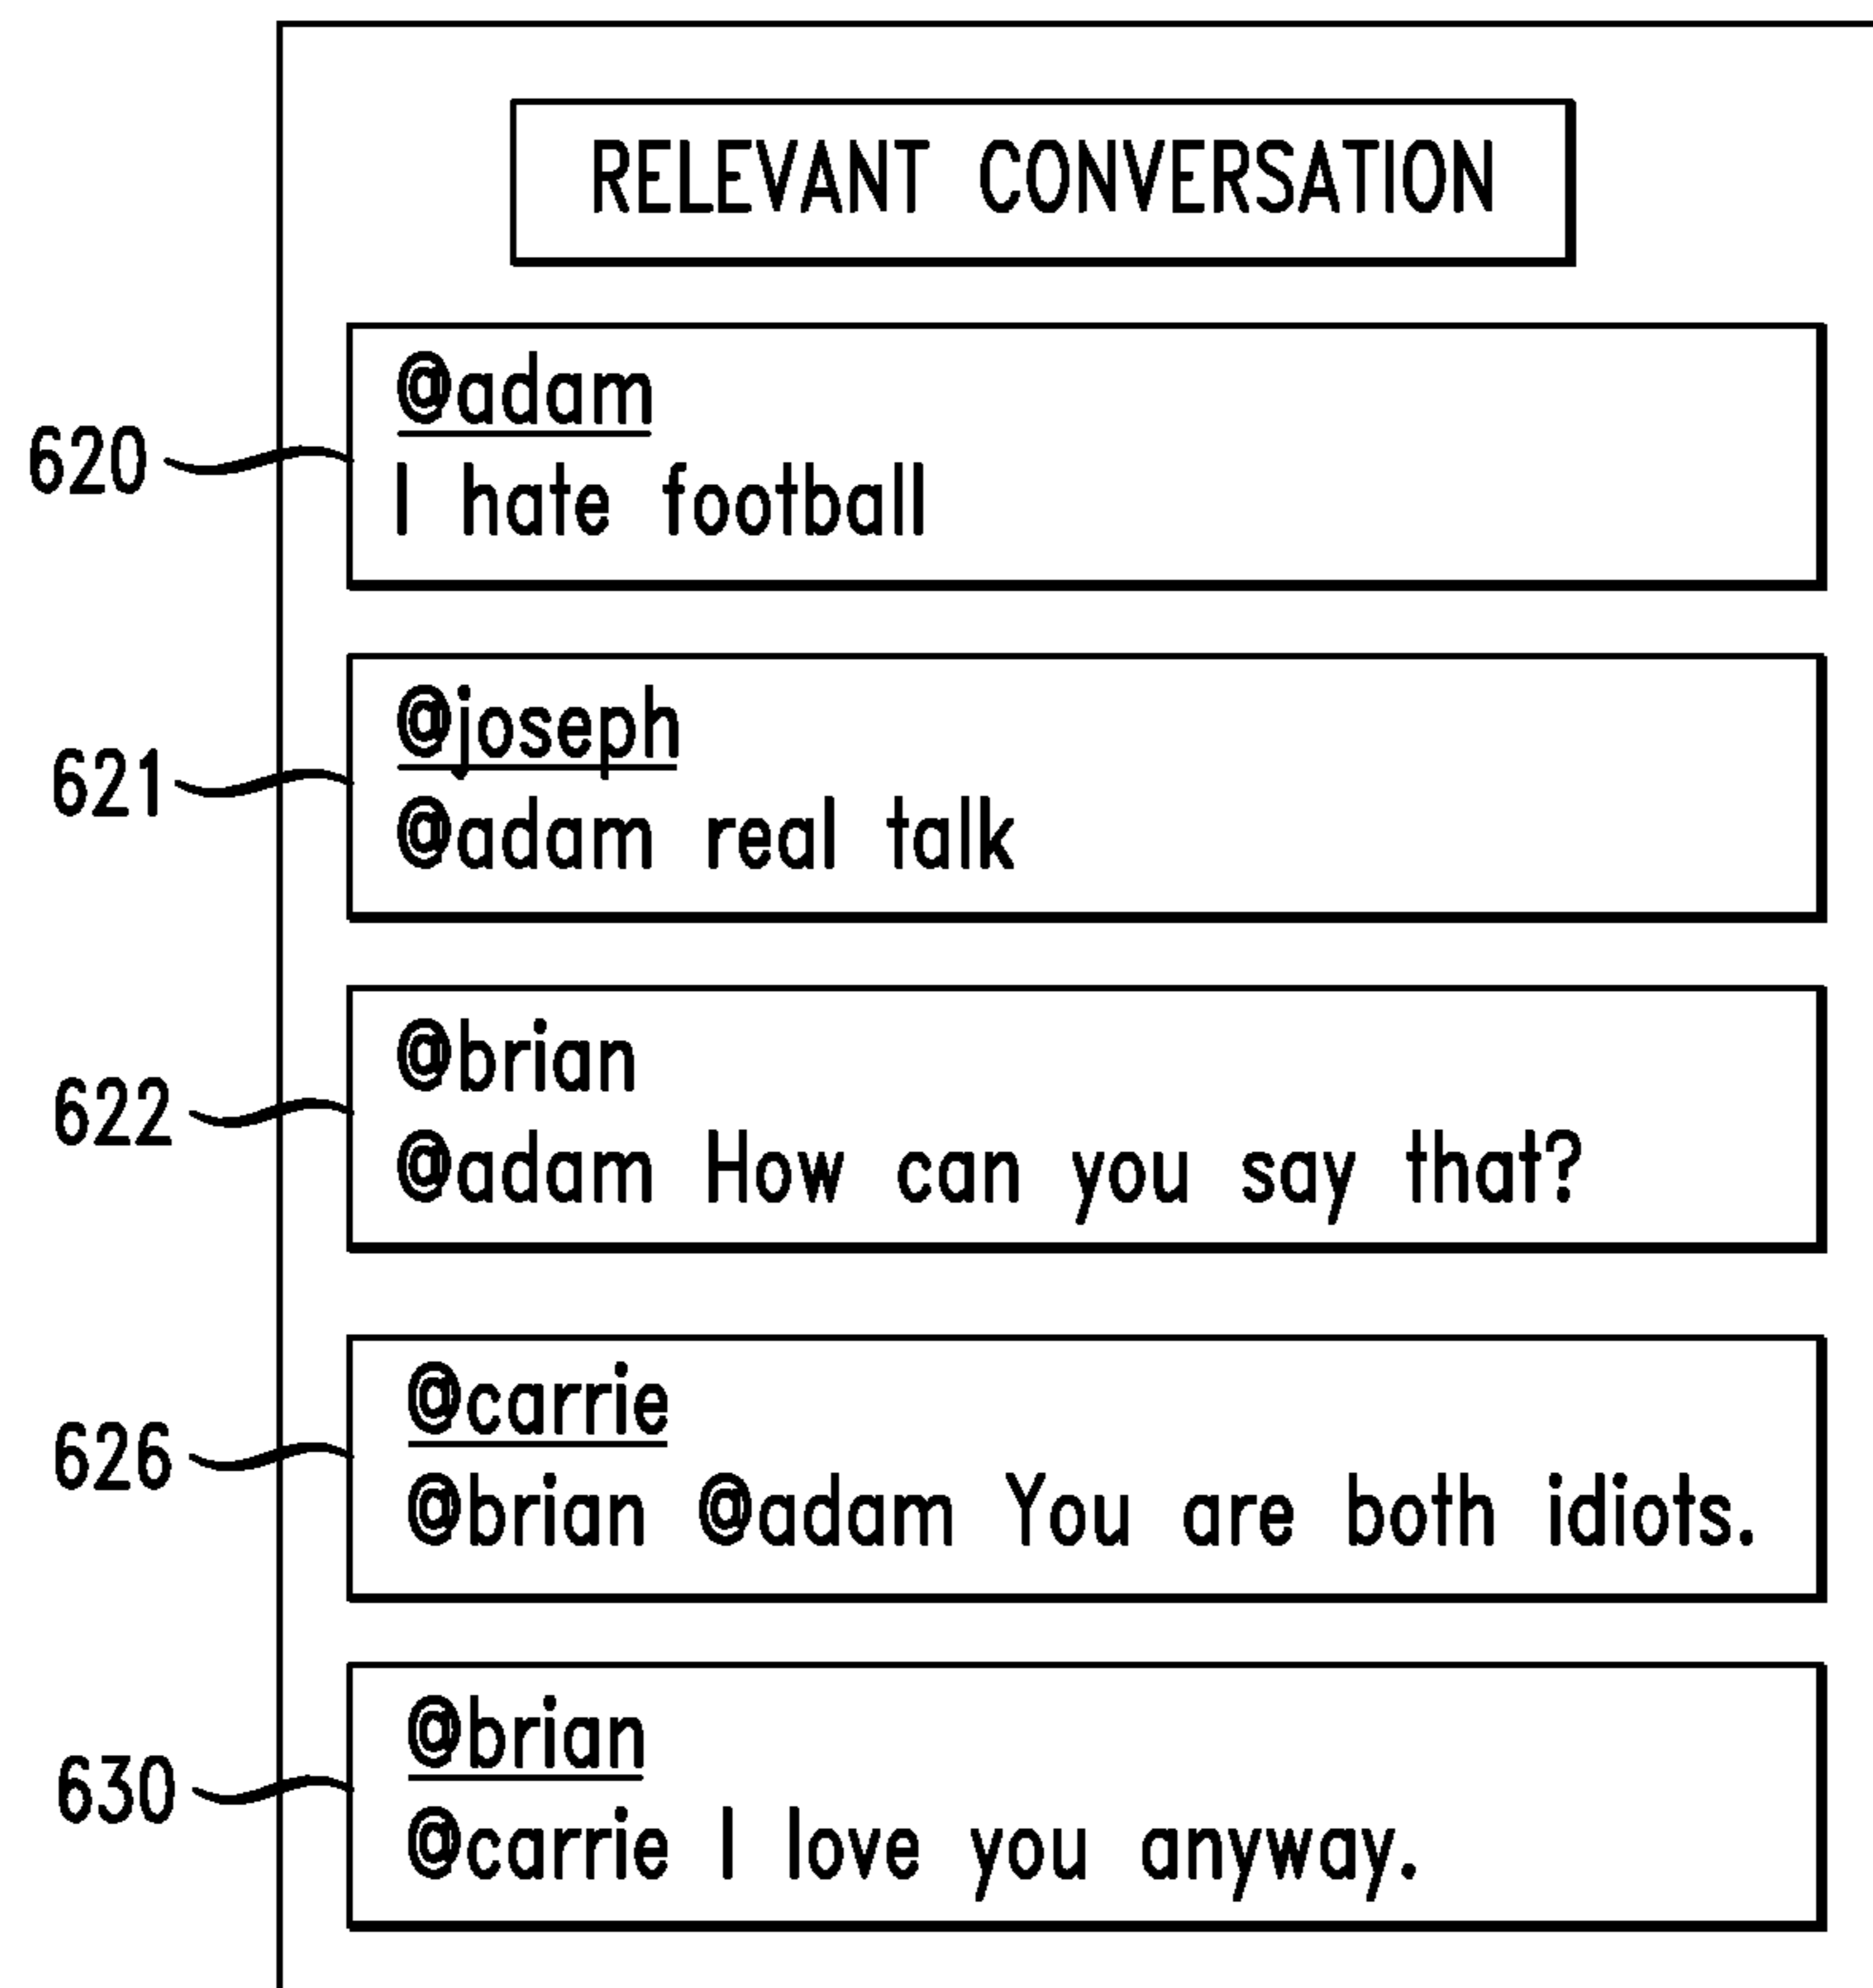 RELEVANT CONVERSATION
620
@adam
I hate football
621
@joseph
@adam real talk
622
@brian
@adam How can you say that?
626
@carrie
@brian @adam You are both idiots.
630
@brian
@carrie I love you anyway.